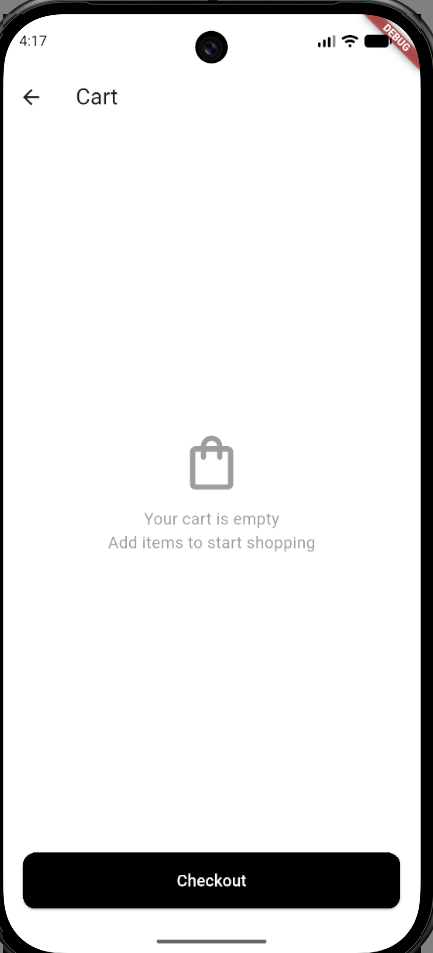 4:17
DEBUG
Cart
Your cart is empty
Add items to start shopping
Checkout